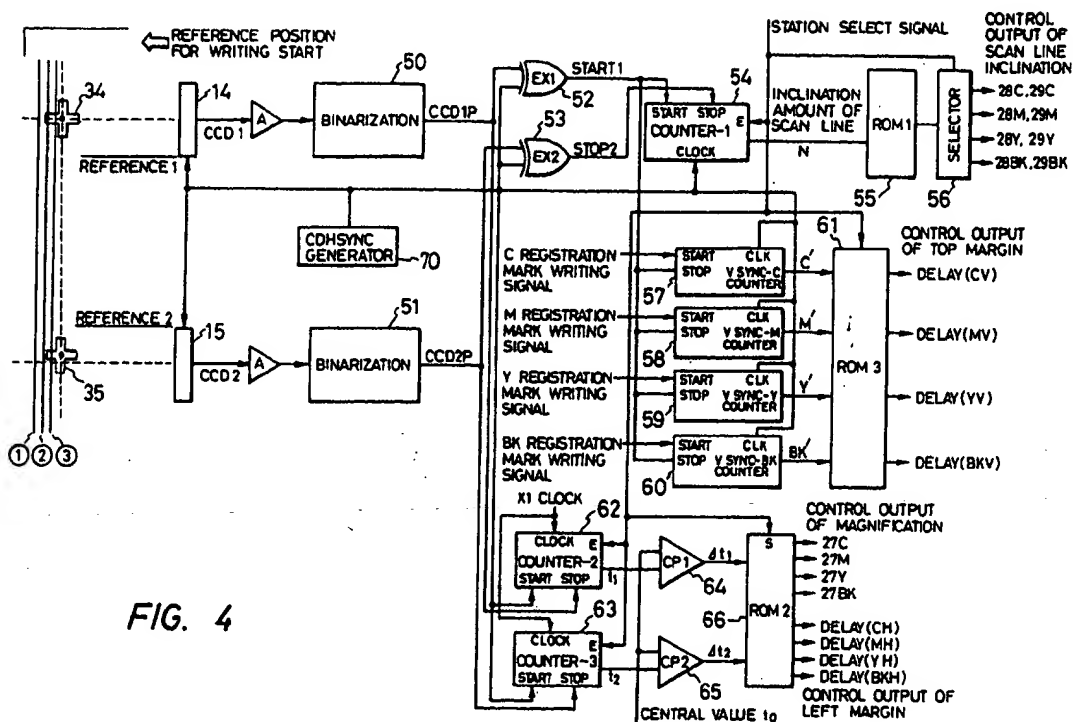 REFERENCE POSITION
FOR WRITING START
34
14
CCD 1
A
50
BINARIZATION
CCD1P
REFERENCE 1
EX1
START1
52
53
EX2
STOP2
STATION SELECT SIGNAL
54
START STOP
COUNTER-1
E
CLOCK
INCLINATION
AMOUNT OF
SCAN LINE
N
ROM 1
55
SELECTOR
56
CONTROL
OUTPUT OF
SCAN LINE
INCLINATION
28C, 29C
28M, 29M
28Y, 29Y
28BK, 29BK
CDHSYNC
GENERATOR
70
REFERENCE 2
35
15
CCD 2
A
51
BINARIZATION
CCD2P
① ② ③
C REGISTRATION
MARK WRITING
SIGNAL
START
CLK
STOP
V SYNC-C
COUNTER
57
C'
M REGISTRATION
MARK WRITING
SIGNAL
START
CLK
STOP
V SYNC-M
COUNTER
58
M'
Y REGISTRATION
MARK WRITING
SIGNAL
START
CLK
STOP
V SYNC-Y
COUNTER
59
Y'
BK REGISTRATION
MARK WRITING
SIGNAL
START
CLK
STOP
V SYNC-BK
COUNTER
60
BK'
61
ROM 3
CONTROL OUTPUT
OF TOP MARGIN
DELAY(CV)
DELAY(MV)
DELAY(YV)
DELAY(BKV)
X1 CLOCK
62
CLOCK
E
COUNTER-2
START STOP
t1
63
CLOCK
E
COUNTER-3
START STOP
t2
CP1
64
Δt1
CP2
65
Δt2
CENTRAL VALUE t0
S
ROM 2
66
CONTROL OUTPUT
OF MAGNIFICATION
27C
27M
27Y
27BK
DELAY(CH)
DELAY(MH)
DELAY(YH)
DELAY(BKH)
CONTROL OUTPUT OF
LEFT MARGIN
FIG. 4